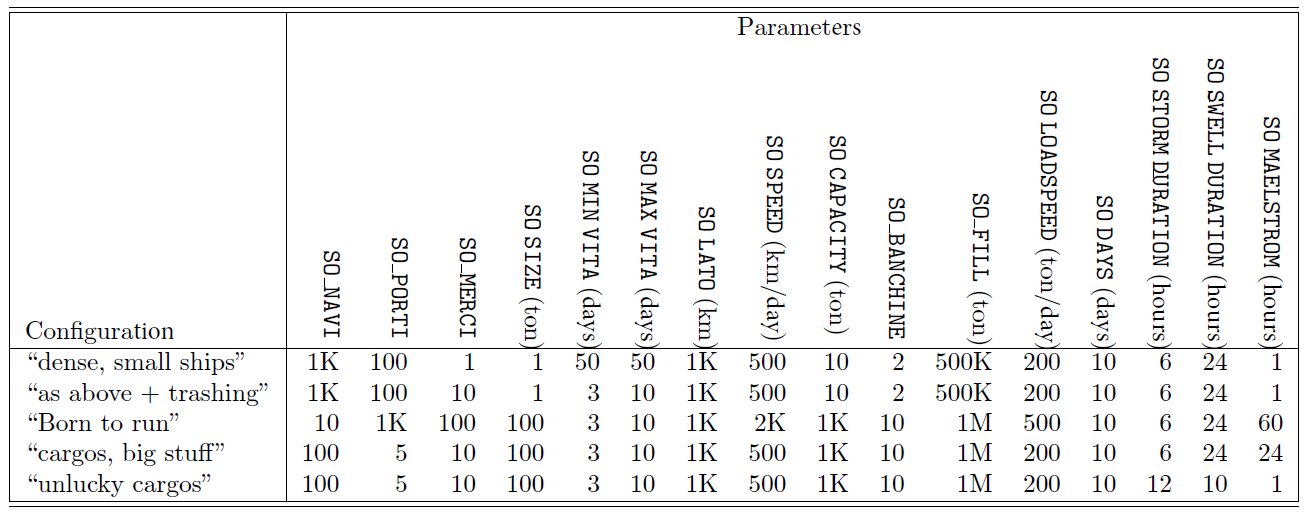 Parameters
Configuration SO_NAVI SO_PORTI SO_MERCI SO SIZE (ton) SO MIN VITA (days) SO MAX VITA (days) SO LATO (km) SO SPEED (km/day) SO CAPACITY (ton) SO_BANCHINE SO_FILL (ton) SO LOADSPEED (ton/day) SO DAYS (days) SO STORM DURATION (hours) SO SWELL DURATION (hours) SO MAELSTROM (hours)
“dense, small ships” 1K 100 1 1 50 50 1K 500 10 2 500K 200 10 6 24 1
“as above + trashing” 1K 100 10 1 3 10 1K 500 10 2 500K 200 10 6 24 1
“Born to run” 10 1K 100 100 3 10 1K 2K 1K 10 1M 500 10 6 24 60
“cargos, big stuff” 100 5 10 100 3 10 1K 500 1K 10 1M 200 10 6 24 24
“unlucky cargos” 100 5 10 100 3 10 1K 500 1K 10 1M 200 10 12 10 1